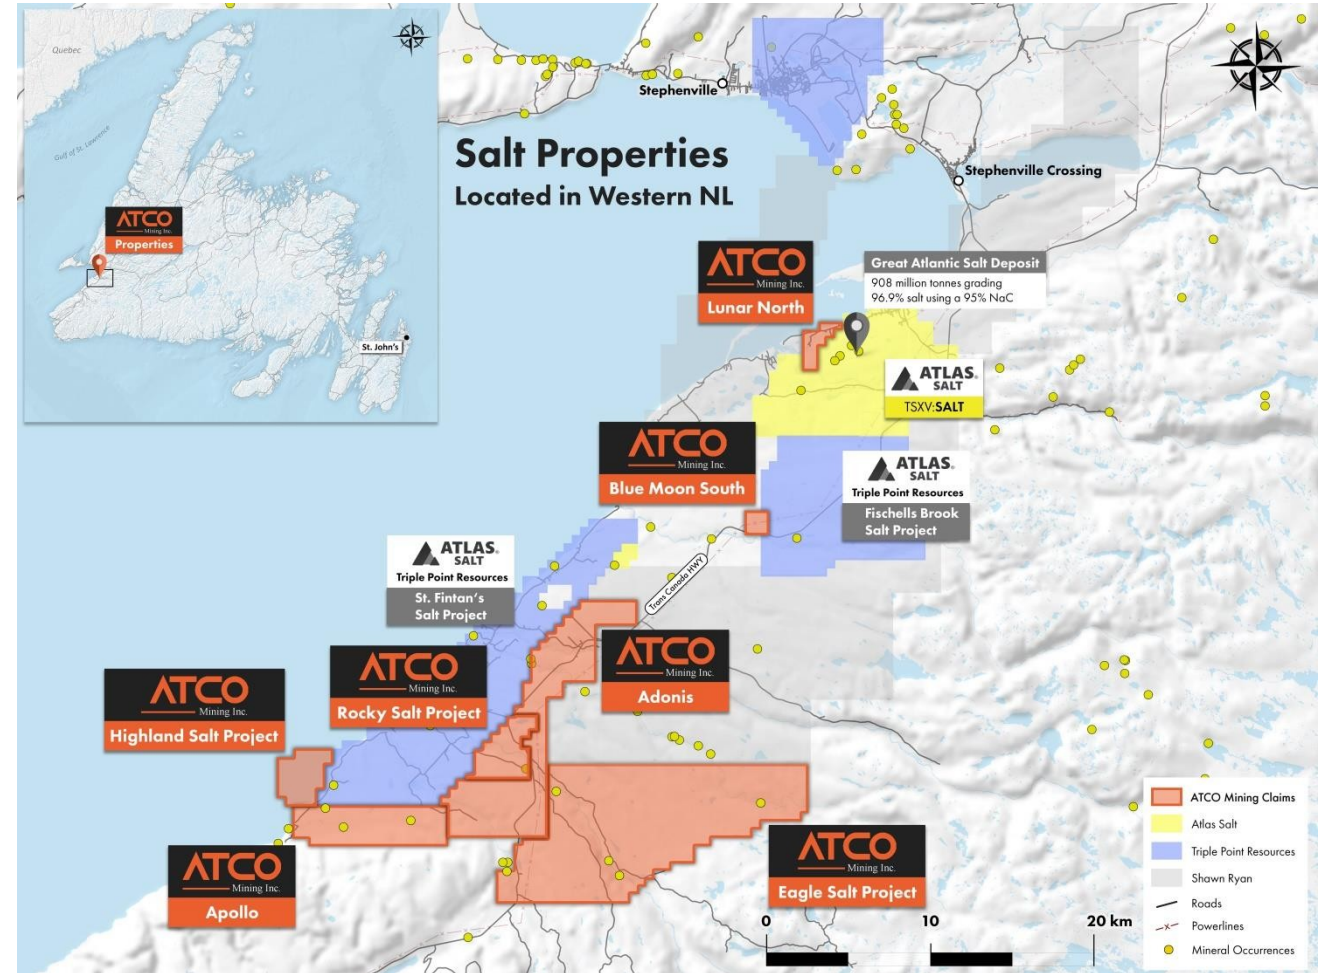 Quebec
Gulf of St. Lawrence
ATCO
Mining Inc.
Properties
St. John's
Stephenville
Salt Properties
Located in Western NL
Stephenville Crossing
ATCO
Mining Inc.
Lunar North
Great Atlantic Salt Deposit
908 million tonnes grading
96.9% salt using a 95% NaC
ATLAS®
SALT
TSXV:SALT
ATCO
Mining Inc.
Blue Moon South
ATLAS®
SALT
Triple Point Resources
Fischells Brook
Salt Project
ATLAS®
SALT
Triple Point Resources
St. Fintan's
Salt Project
Trans Canada HWY
ATCO
Mining Inc.
Adonis
ATCO
Mining Inc.
Rocky Salt Project
ATCO
Mining Inc.
Highland Salt Project
ATCO
Mining Inc.
Apollo
ATCO
Mining Inc.
Eagle Salt Project
ATCO Mining Claims
Atlas Salt
Triple Point Resources
Shawn Ryan
Roads
Powerlines
Mineral Occurrences
0 10 20 km